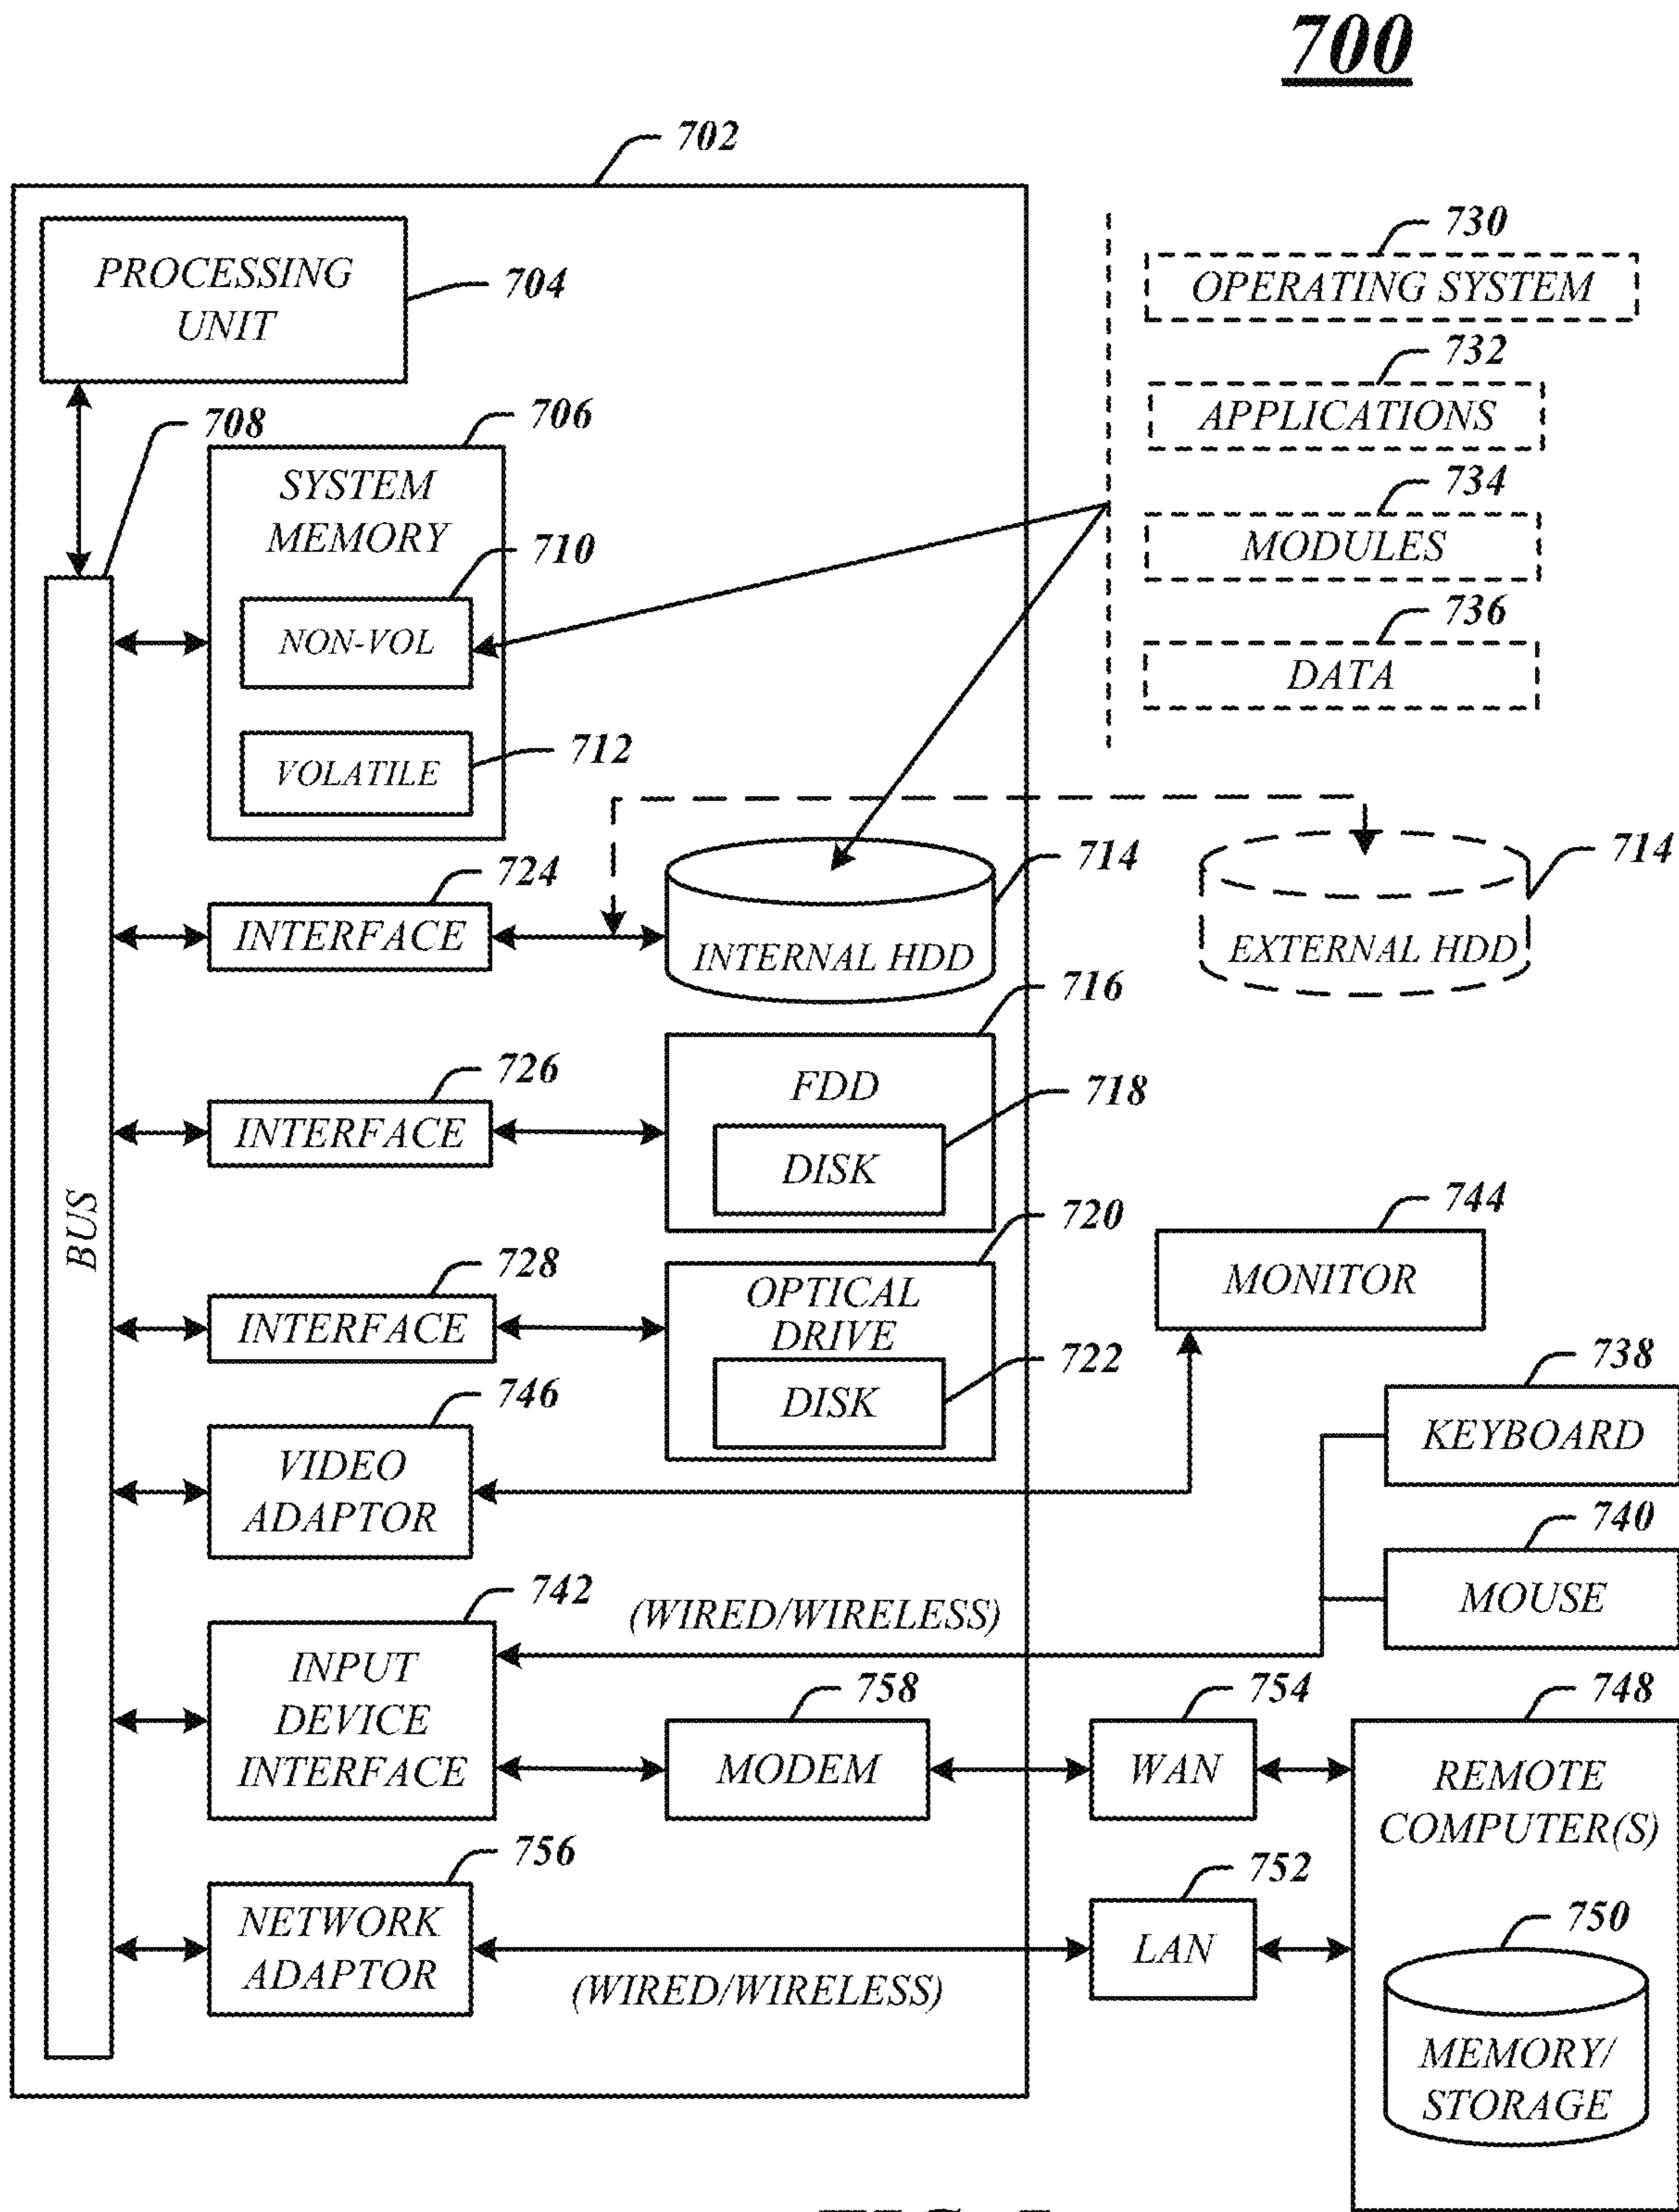 700
702
PROCESSING
UNIT
704
730
OPERATING SYSTEM
732
APPLICATIONS
734
MODULES
736
DATA
708
706
SYSTEM
MEMORY
710
NON-VOL
712
VOLATILE
BUS
724
INTERFACE
714
INTERNAL HDD
714
EXTERNAL HDD
726
INTERFACE
716
FDD
718
DISK
728
INTERFACE
720
OPTICAL
DRIVE
722
DISK
744
MONITOR
746
VIDEO
ADAPTOR
738
KEYBOARD
740
MOUSE
742
INPUT
DEVICE
INTERFACE
(WIRED/WIRELESS)
758
MODEM
754
WAN
748
REMOTE
COMPUTER(S)
756
NETWORK
ADAPTOR
(WIRED/WIRELESS)
752
LAN
750
MEMORY/
STORAGE